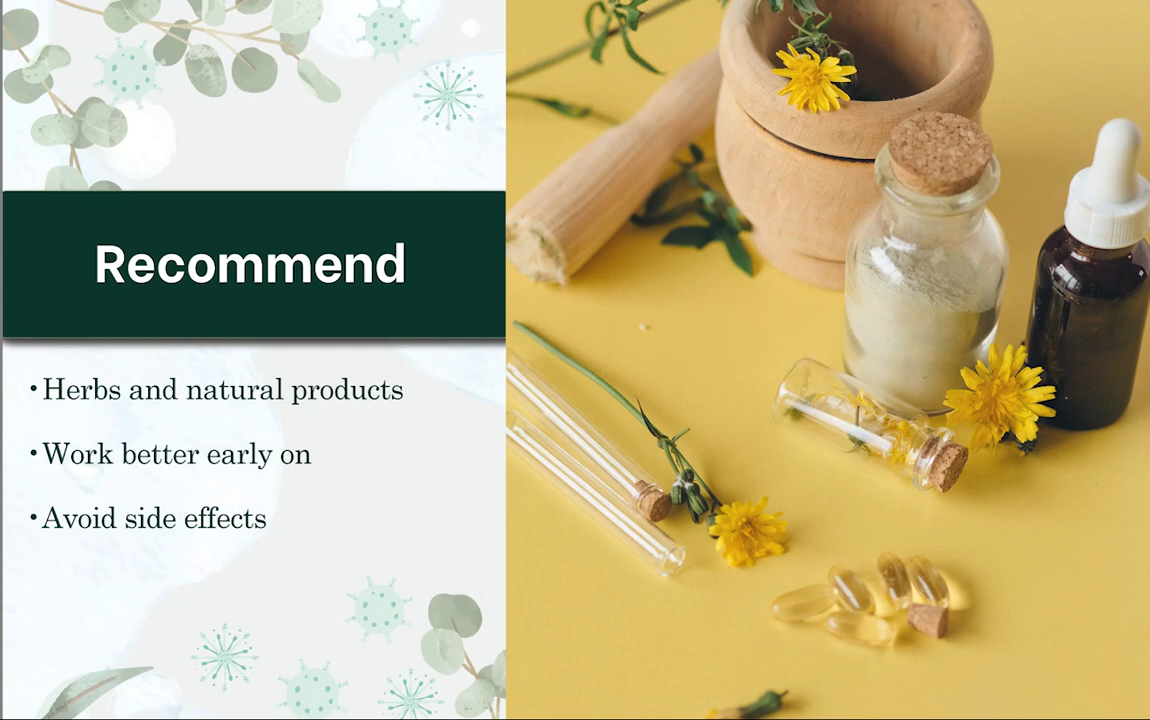 Recommend
•Herbs and natural products
•Work better early on
•Avoid side effects